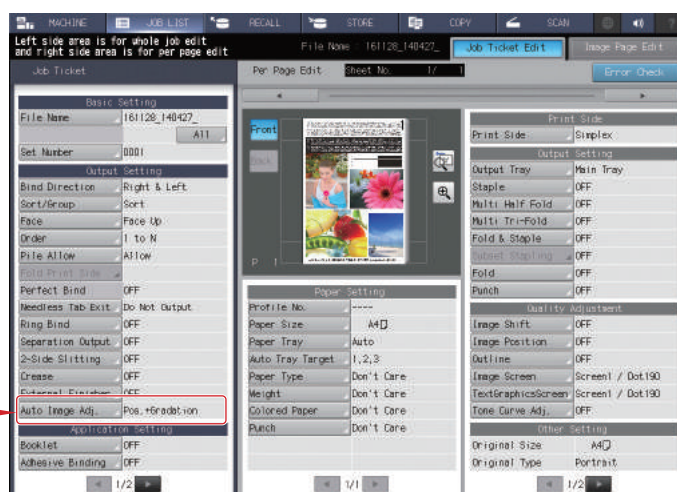 MACHINE JOB LIST RECALL STORE COPY SCAN
Left side area is for whole job edit
and right side area is for per page edit
File Name : 161128_140427_
Job Ticket Edit
Image Page Edit
Job Ticket
Per Page Edit Sheet No. 1/ 1
Error Check
Basic Setting
File Name 161128_140427_
All
Set Number 0001
Output Setting
Bind Direction Right & Left
Sort/Group Sort
Face Face Up
Order 1 to N
Pile Allow Allow
Fold Print Side
Perfect Bind OFF
Needless Tab Exit Do Not Output
Ring Bind OFF
Separation Output OFF
2-Side Slitting OFF
Crease OFF
External Finisher OFF
Auto Image Adj. Pos.+Gradation
Application Setting
Booklet OFF
Adhesive Binding OFF
1/2
Front
Back
P 1
Paper Setting
Profile No. ----
Paper Size A4
Paper Tray Auto
Auto Tray Target 1,2,3
Paper Type Don't Care
Weight Don't Care
Colored Paper Don't Care
Punch Don't Care
1/1
Print Side
Print Side Simplex
Output Setting
Output Tray Main Tray
Staple OFF
Multi Half Fold OFF
Multi Tri-Fold OFF
Fold & Staple OFF
Subset Stapling OFF
Fold OFF
Punch OFF
Quality Adjustment
Image Shift OFF
Image Position OFF
Outline OFF
Image Screen Screen1 / Dot190
TextGraphicsScreen Screen1 / Dot190
Tone Curve Adj. OFF
Other Setting
Original Size A4
Original Type Portrait
1/2